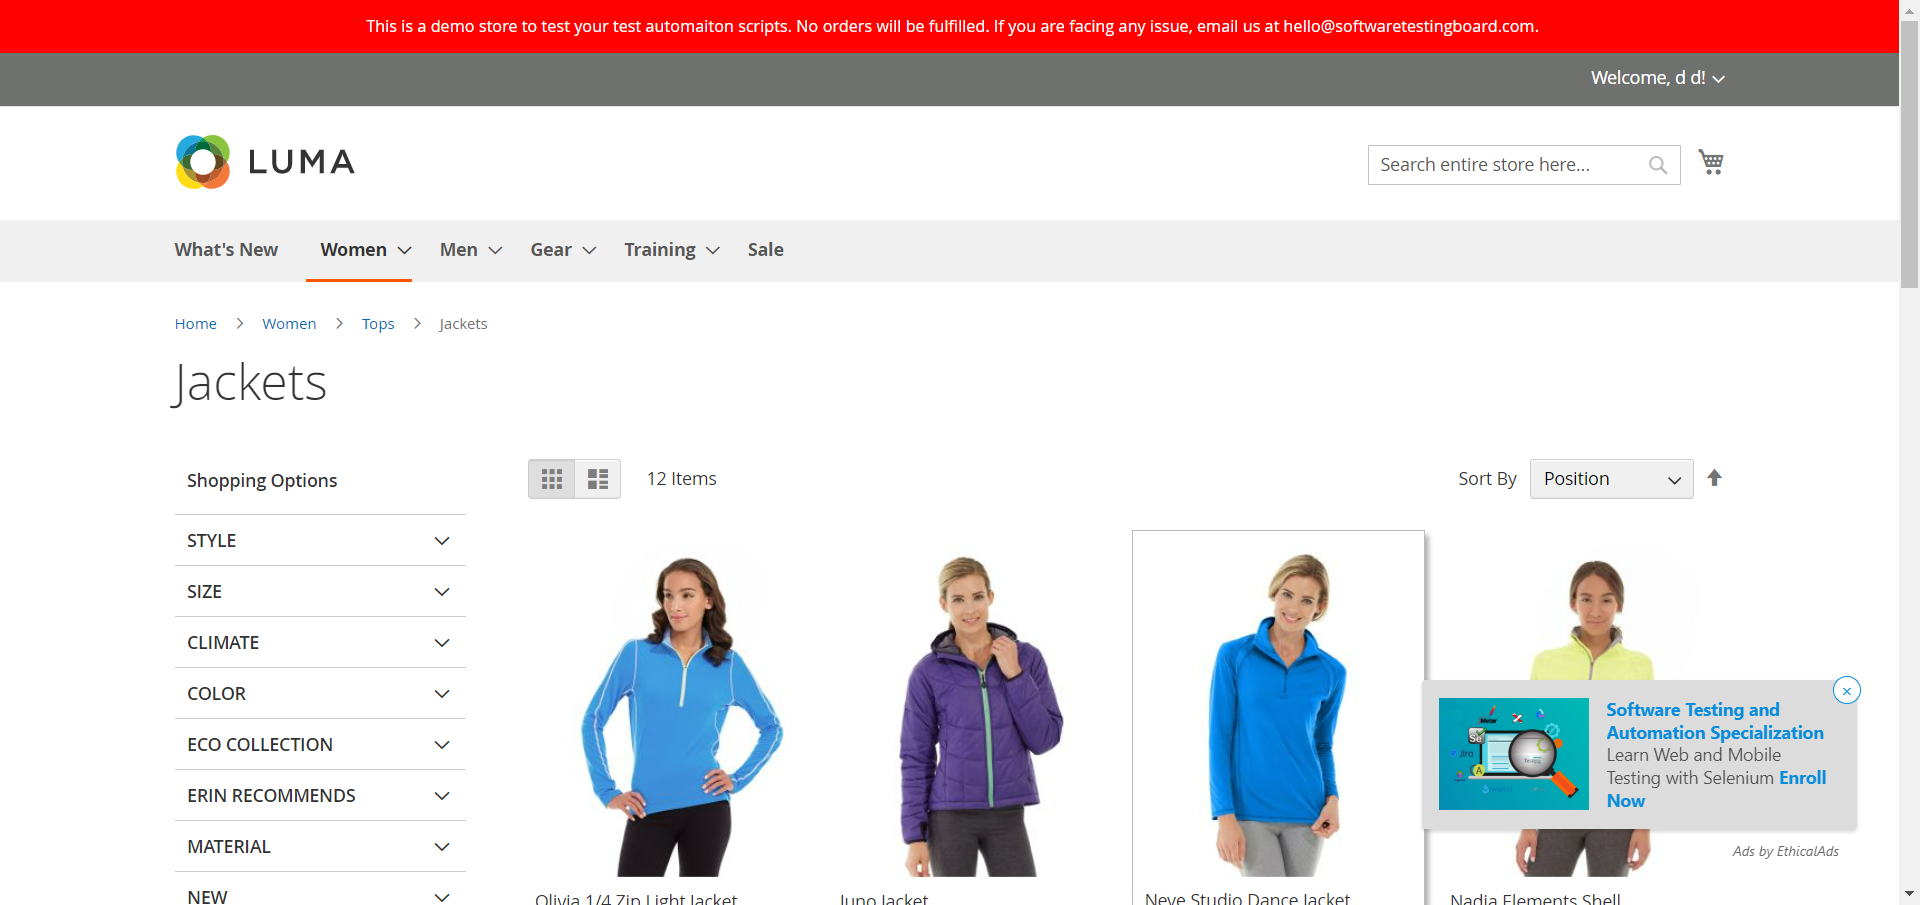 This is a demo store to test your test automaiton scripts. No orders will be fulfilled. If you are facing any issue, email us at hello@softwaretestingboard.com.
Welcome, d d!
LUMA
Search entire store here...
What's New
Women
Men
Gear
Training
Sale
Home
Women
Tops
Jackets
Jackets
Shopping Options
12 Items
Sort By
Position
STYLE
SIZE
CLIMATE
COLOR
ECO COLLECTION
ERIN RECOMMENDS
MATERIAL
NEW
Software Testing and
Automation Specialization
Learn Web and Mobile
Testing with Selenium Enroll
Now
Ads by EthicalAds
Olivia 1/4 Zip Light Jacket
Juno Jacket
Neve Studio Dance Jacket
Nadia Elements Shell